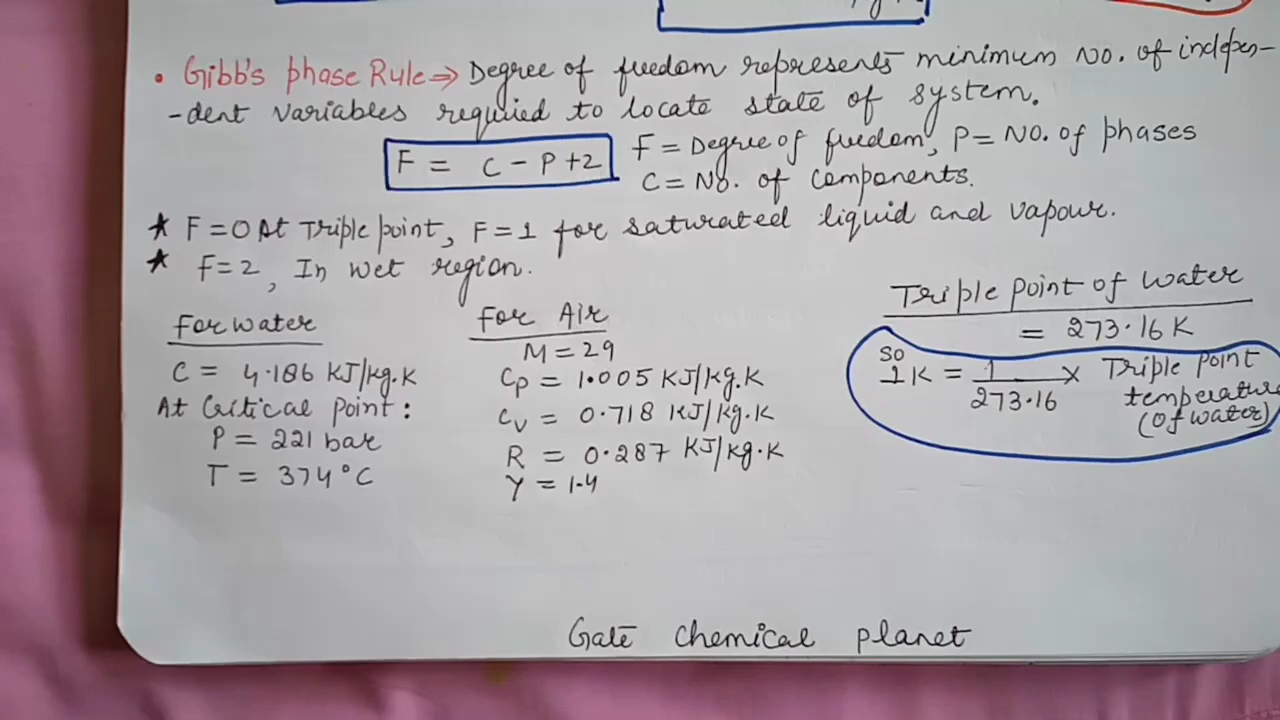 • Gibb's phase Rule ⇒ Degree of freedom represents minimum No. of indepen-
-dent variables required to locate state of system.
F = C - P + 2
F = Degree of freedom, P = No. of phases
C = No. of components.
★ F = 0 At Triple point, F = 1 for saturated liquid and vapour.
★ F = 2, In wet region.
For water
C = 4.186 KJ/kg.K
At Critical point :
P = 221 bar
T = 374°C
For Air
M = 29
Cp = 1.005 KJ/kg.K
Cv = 0.718 KJ/kg.K
R = 0.287 KJ/kg.K
γ = 1.4
Triple point of water
= 273.16 K
So
1 K = 1/273.16 × Triple point
temperature
(of water)
Gate chemical planet